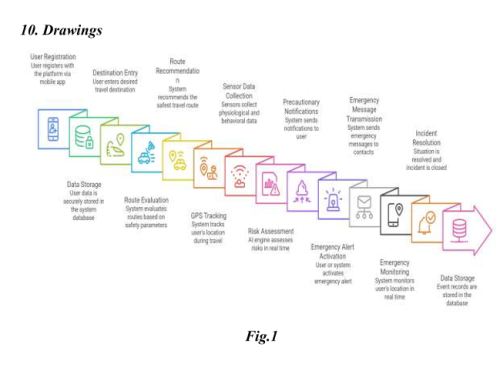 10. Drawings
User Registration
User registers with
the platform via
mobile app
Data Storage
User data is
securely stored in
the system
database
Destination Entry
User enters desired
travel destination
Route Evaluation
System evaluates
routes based on
safety parameters
Route
Recommendatio
n
System
recommends the
safest travel route
GPS Tracking
System tracks
user's location
during travel
Sensor Data
Collection
Sensors collect
physiological and
behavioral data
Risk Assessment
AI engine assesses
risks in real time
Precautionary
Notifications
System sends
notifications to
user
Emergency Alert
Activation
User or system
activates
emergency alert
Emergency
Message
Transmission
System sends
emergency
messages to
contacts
Emergency
Monitoring
System monitors
user's location in
real time
Incident
Resolution
Situation is
resolved and
incident is closed
Data Storage
Event records are
stored in the
database
Fig.1